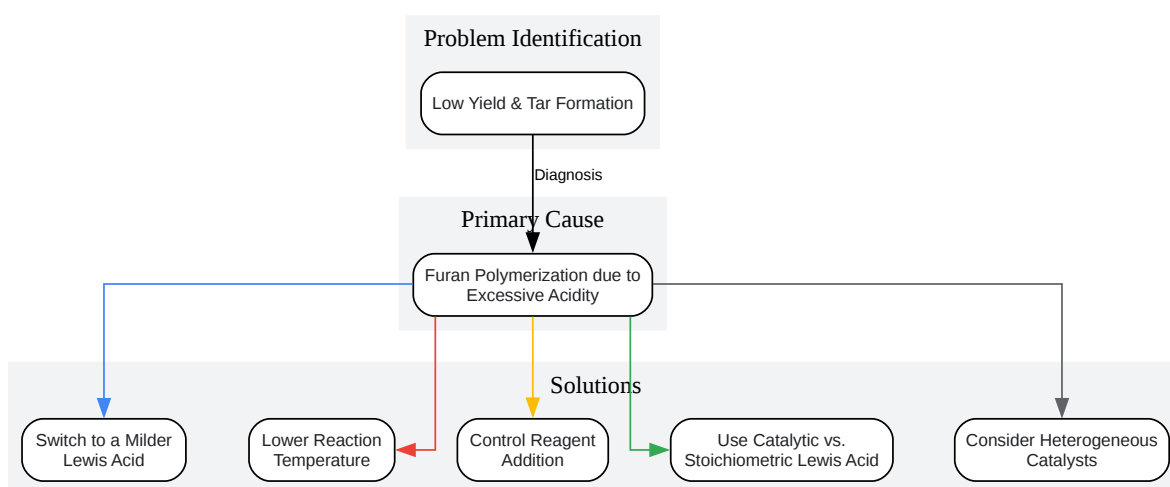 Problem Identification
Low Yield & Tar Formation
Diagnosis
Primary Cause
Furan Polymerization due to
Excessive Acidity
Solutions
Switch to a Milder
Lewis Acid
Lower Reaction
Temperature
Control Reagent
Addition
Use Catalytic vs.
Stoichiometric Lewis Acid
Consider Heterogeneous
Catalysts